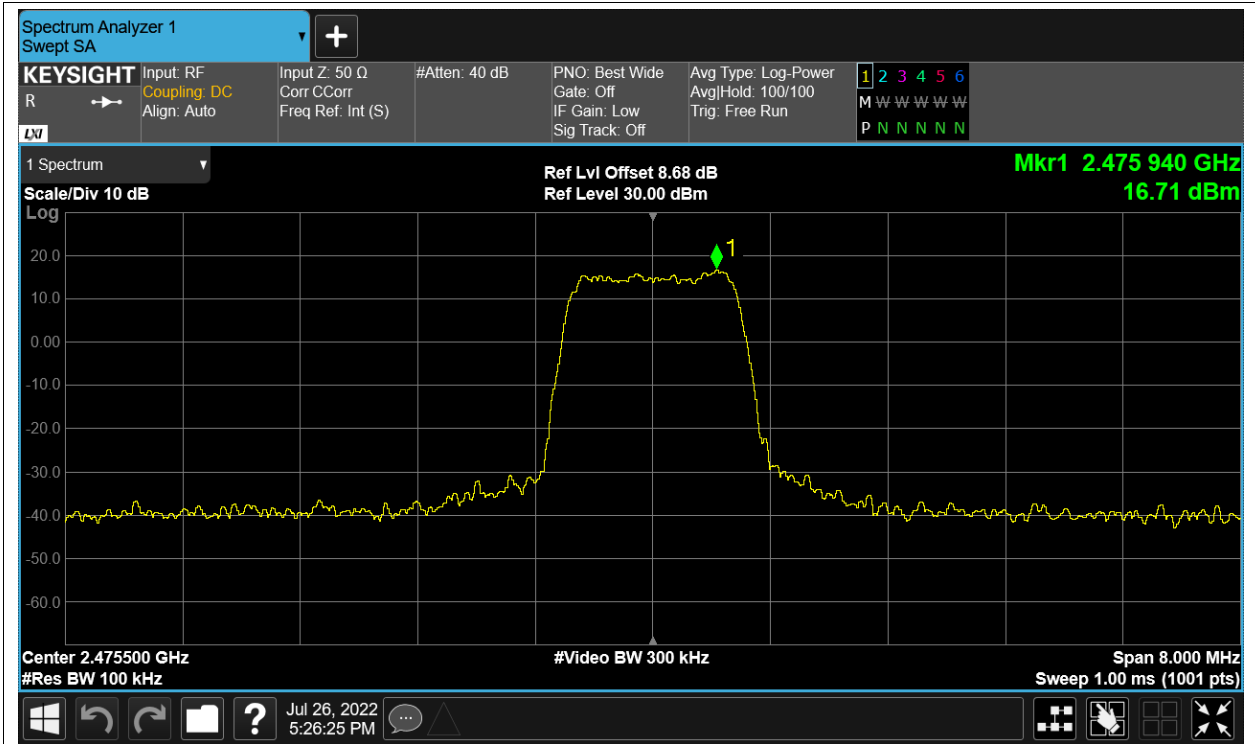 Spectrum Analyzer 1
Swept SA
+
KEYSIGHT
R
LXI
Input: RF
Coupling: DC
Align: Auto
Input Z: 50 Ω
Corr CCorr
Freq Ref: Int (S)
#Atten: 40 dB
PNO: Best Wide
Gate: Off
IF Gain: Low
Sig Track: Off
Avg Type: Log-Power
Avg|Hold: 100/100
Trig: Free Run
1 2 3 4 5 6
M W W W W W
P N N N N N
1 Spectrum
Scale/Div 10 dB
Log
Ref Lvl Offset 8.68 dB
Ref Level 30.00 dBm
Mkr1 2.475 940 GHz
16.71 dBm
1
20.0
10.0
0.00
-10.0
-20.0
-30.0
-40.0
-50.0
-60.0
Center 2.475500 GHz
#Res BW 100 kHz
#Video BW 300 kHz
Span 8.000 MHz
Sweep 1.00 ms (1001 pts)
?
Jul 26, 2022
5:26:25 PM